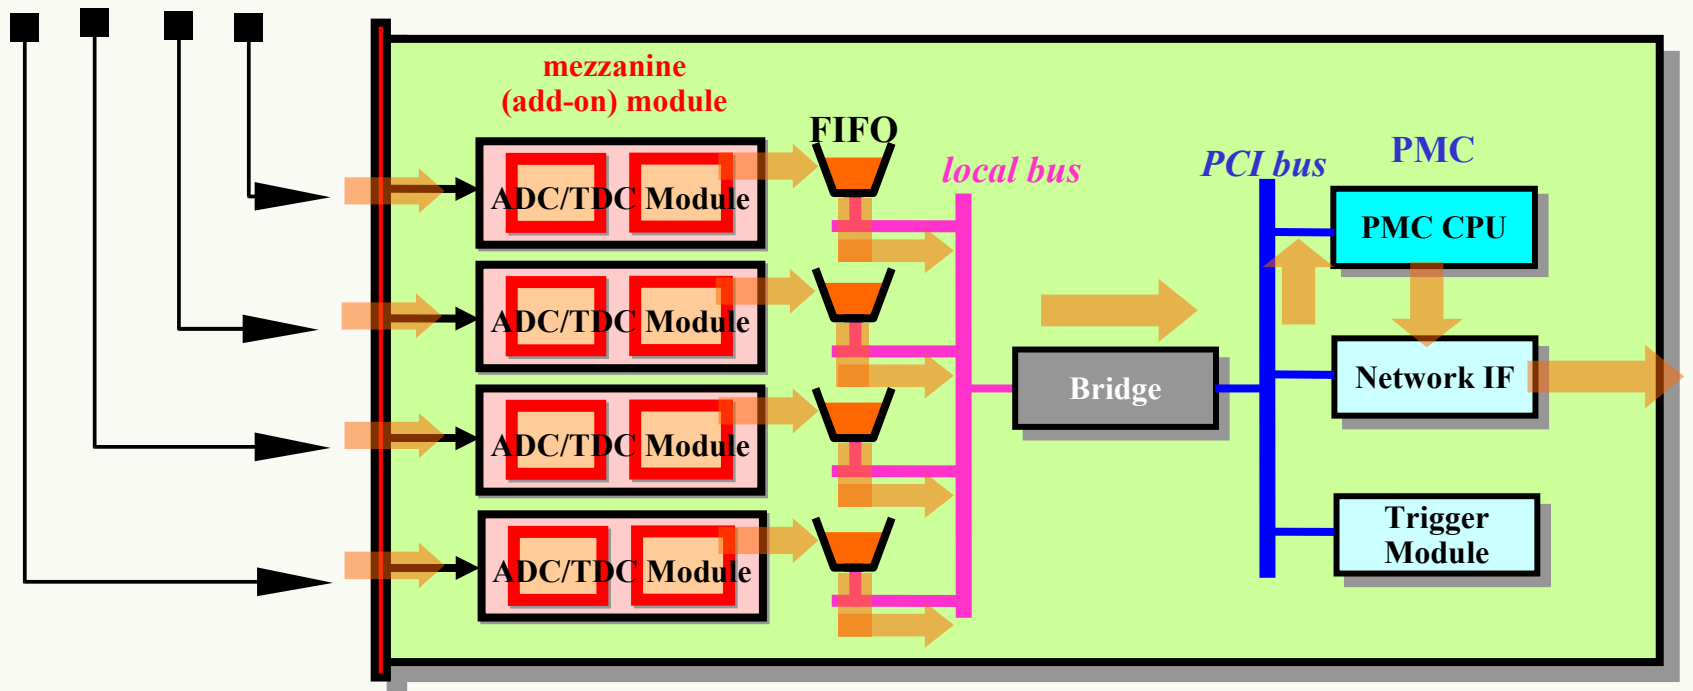 mezzanine
(add-on) module
FIFO
local bus
PCI bus
PMC
ADC/TDC Module
PMC CPU
ADC/TDC Module
Bridge
Network IF
ADC/TDC Module
Trigger
Module
ADC/TDC Module